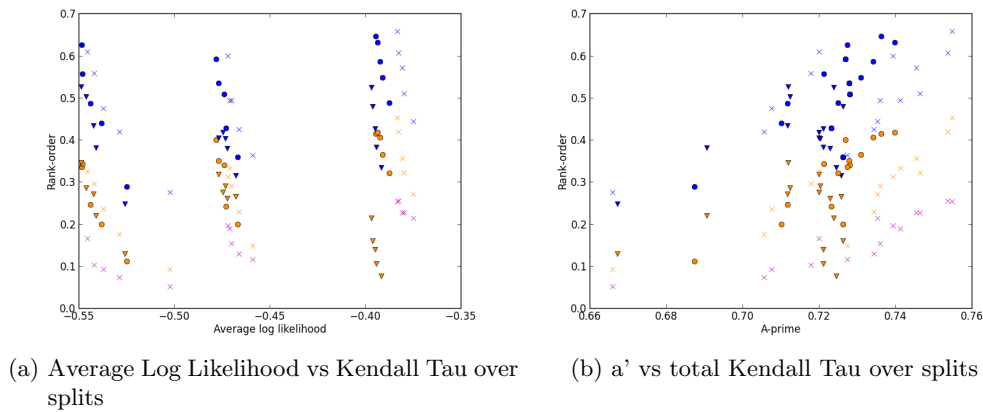 0.7
0.6
0.5
0.4
0.3
0.2
0.1
0.0
Rank-order
−0.55 −0.50 −0.45 −0.40 −0.35
Average log likelihood
0.7
0.6
0.5
0.4
0.3
0.2
0.1
0.0
Rank-order
0.66 0.68 0.70 0.72 0.74 0.76
A-prime
(a) Average Log Likelihood vs Kendall Tau over
splits
(b) a’ vs total Kendall Tau over splits